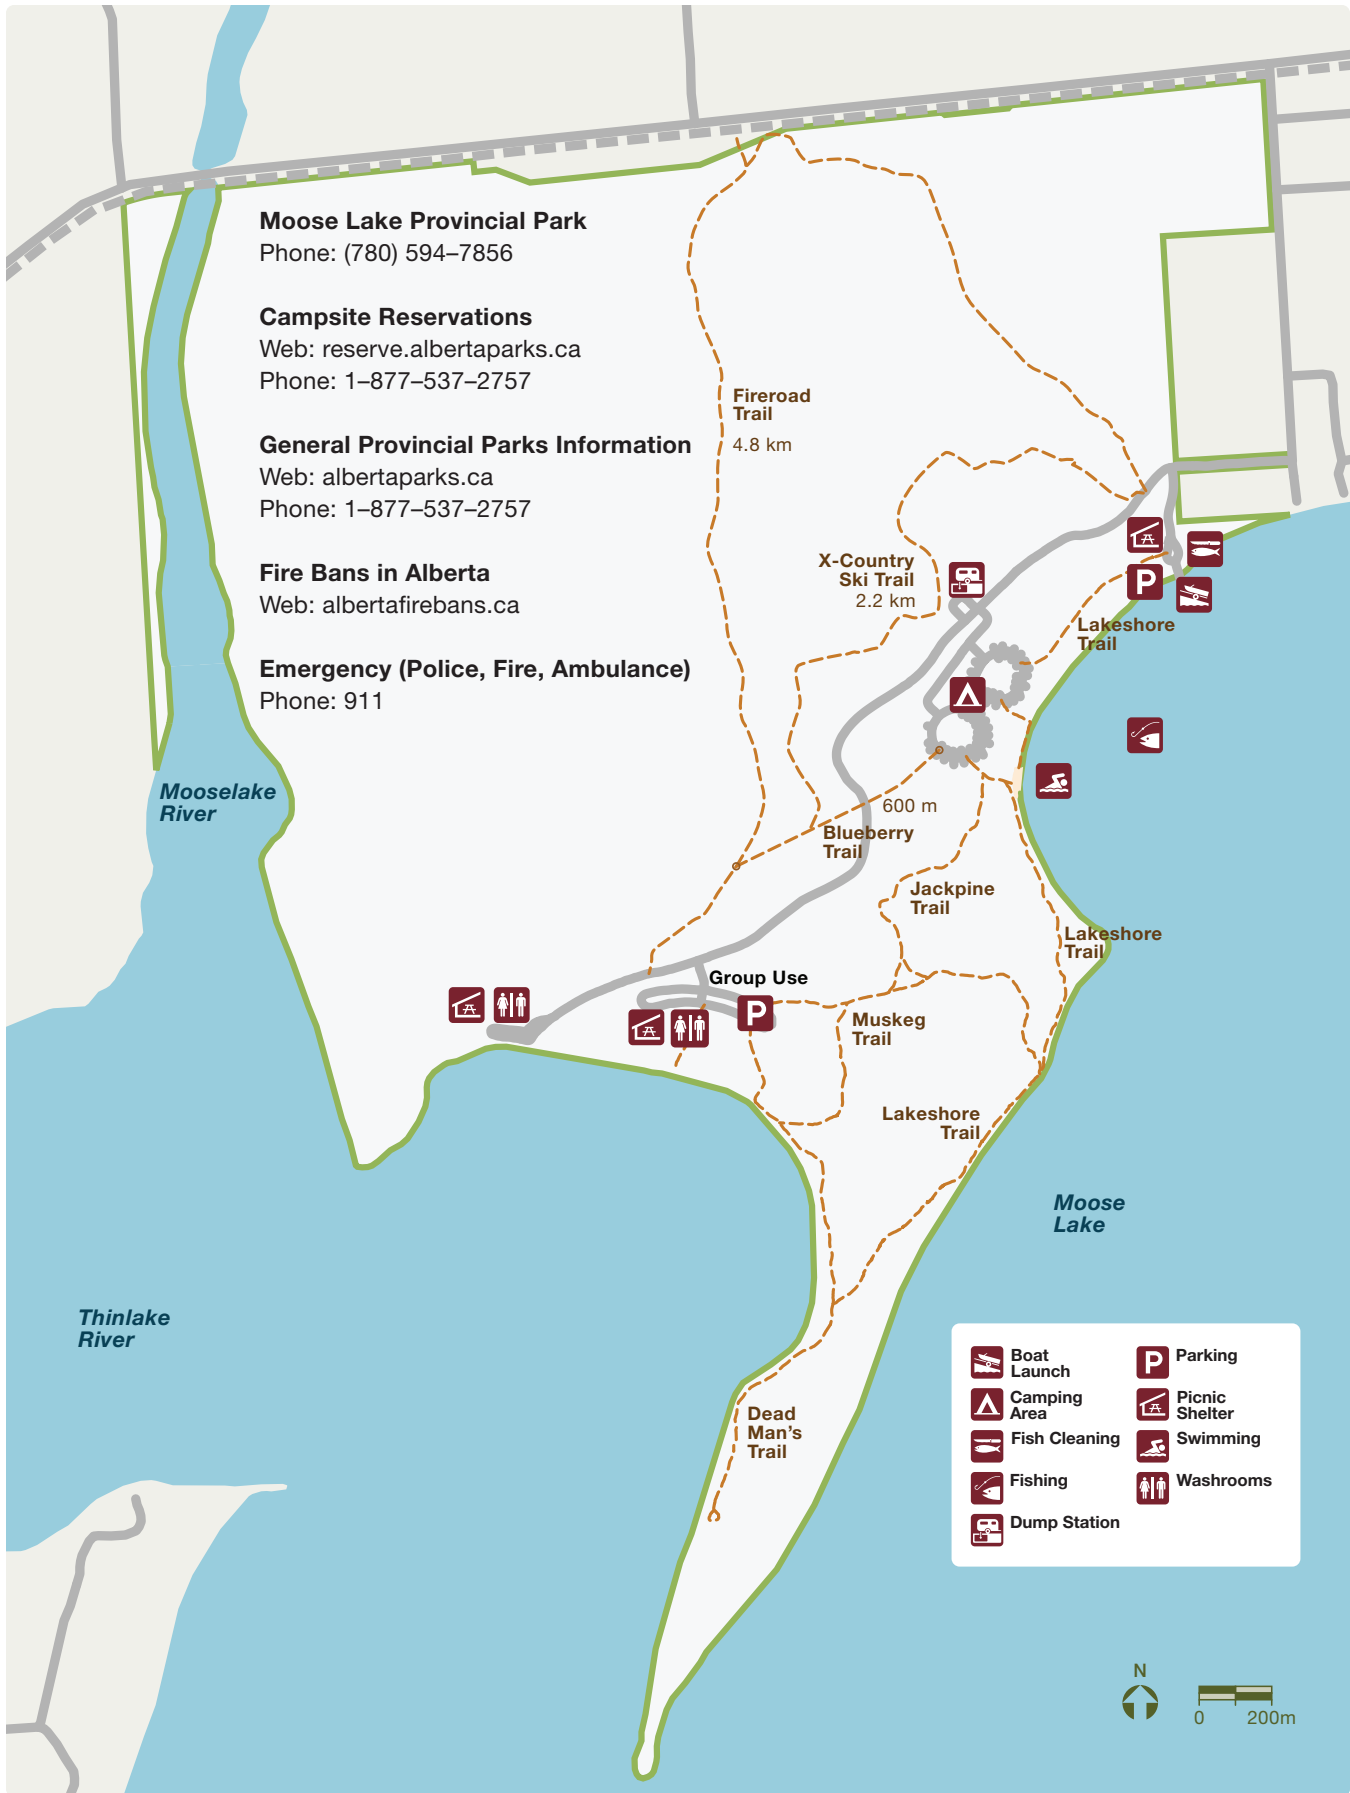 Moose Lake Provincial Park
Phone: (780) 594–7856
Campsite Reservations
Web: reserve.albertaparks.ca
Phone: 1–877–537–2757
General Provincial Parks Information
Web: albertaparks.ca
Phone: 1–877–537–2757
Fire Bans in Alberta
Web: albertafirebans.ca
Emergency (Police, Fire, Ambulance)
Phone: 911
Fireroad
Trail
4.8 km
X-Country
Ski Trail
2.2 km
P
Lakeshore
Trail
Mooselake
River
600 m
Blueberry
Trail
Jackpine
Trail
Lakeshore
Trail
Group Use
P
Muskeg
Trail
Lakeshore
Trail
Moose
Lake
Thinlake
River
Dead
Man's
Trail
Boat
Launch
Camping
Area
Fish Cleaning
Fishing
Dump Station
P
Parking
Picnic
Shelter
Swimming
Washrooms
N
0 200m